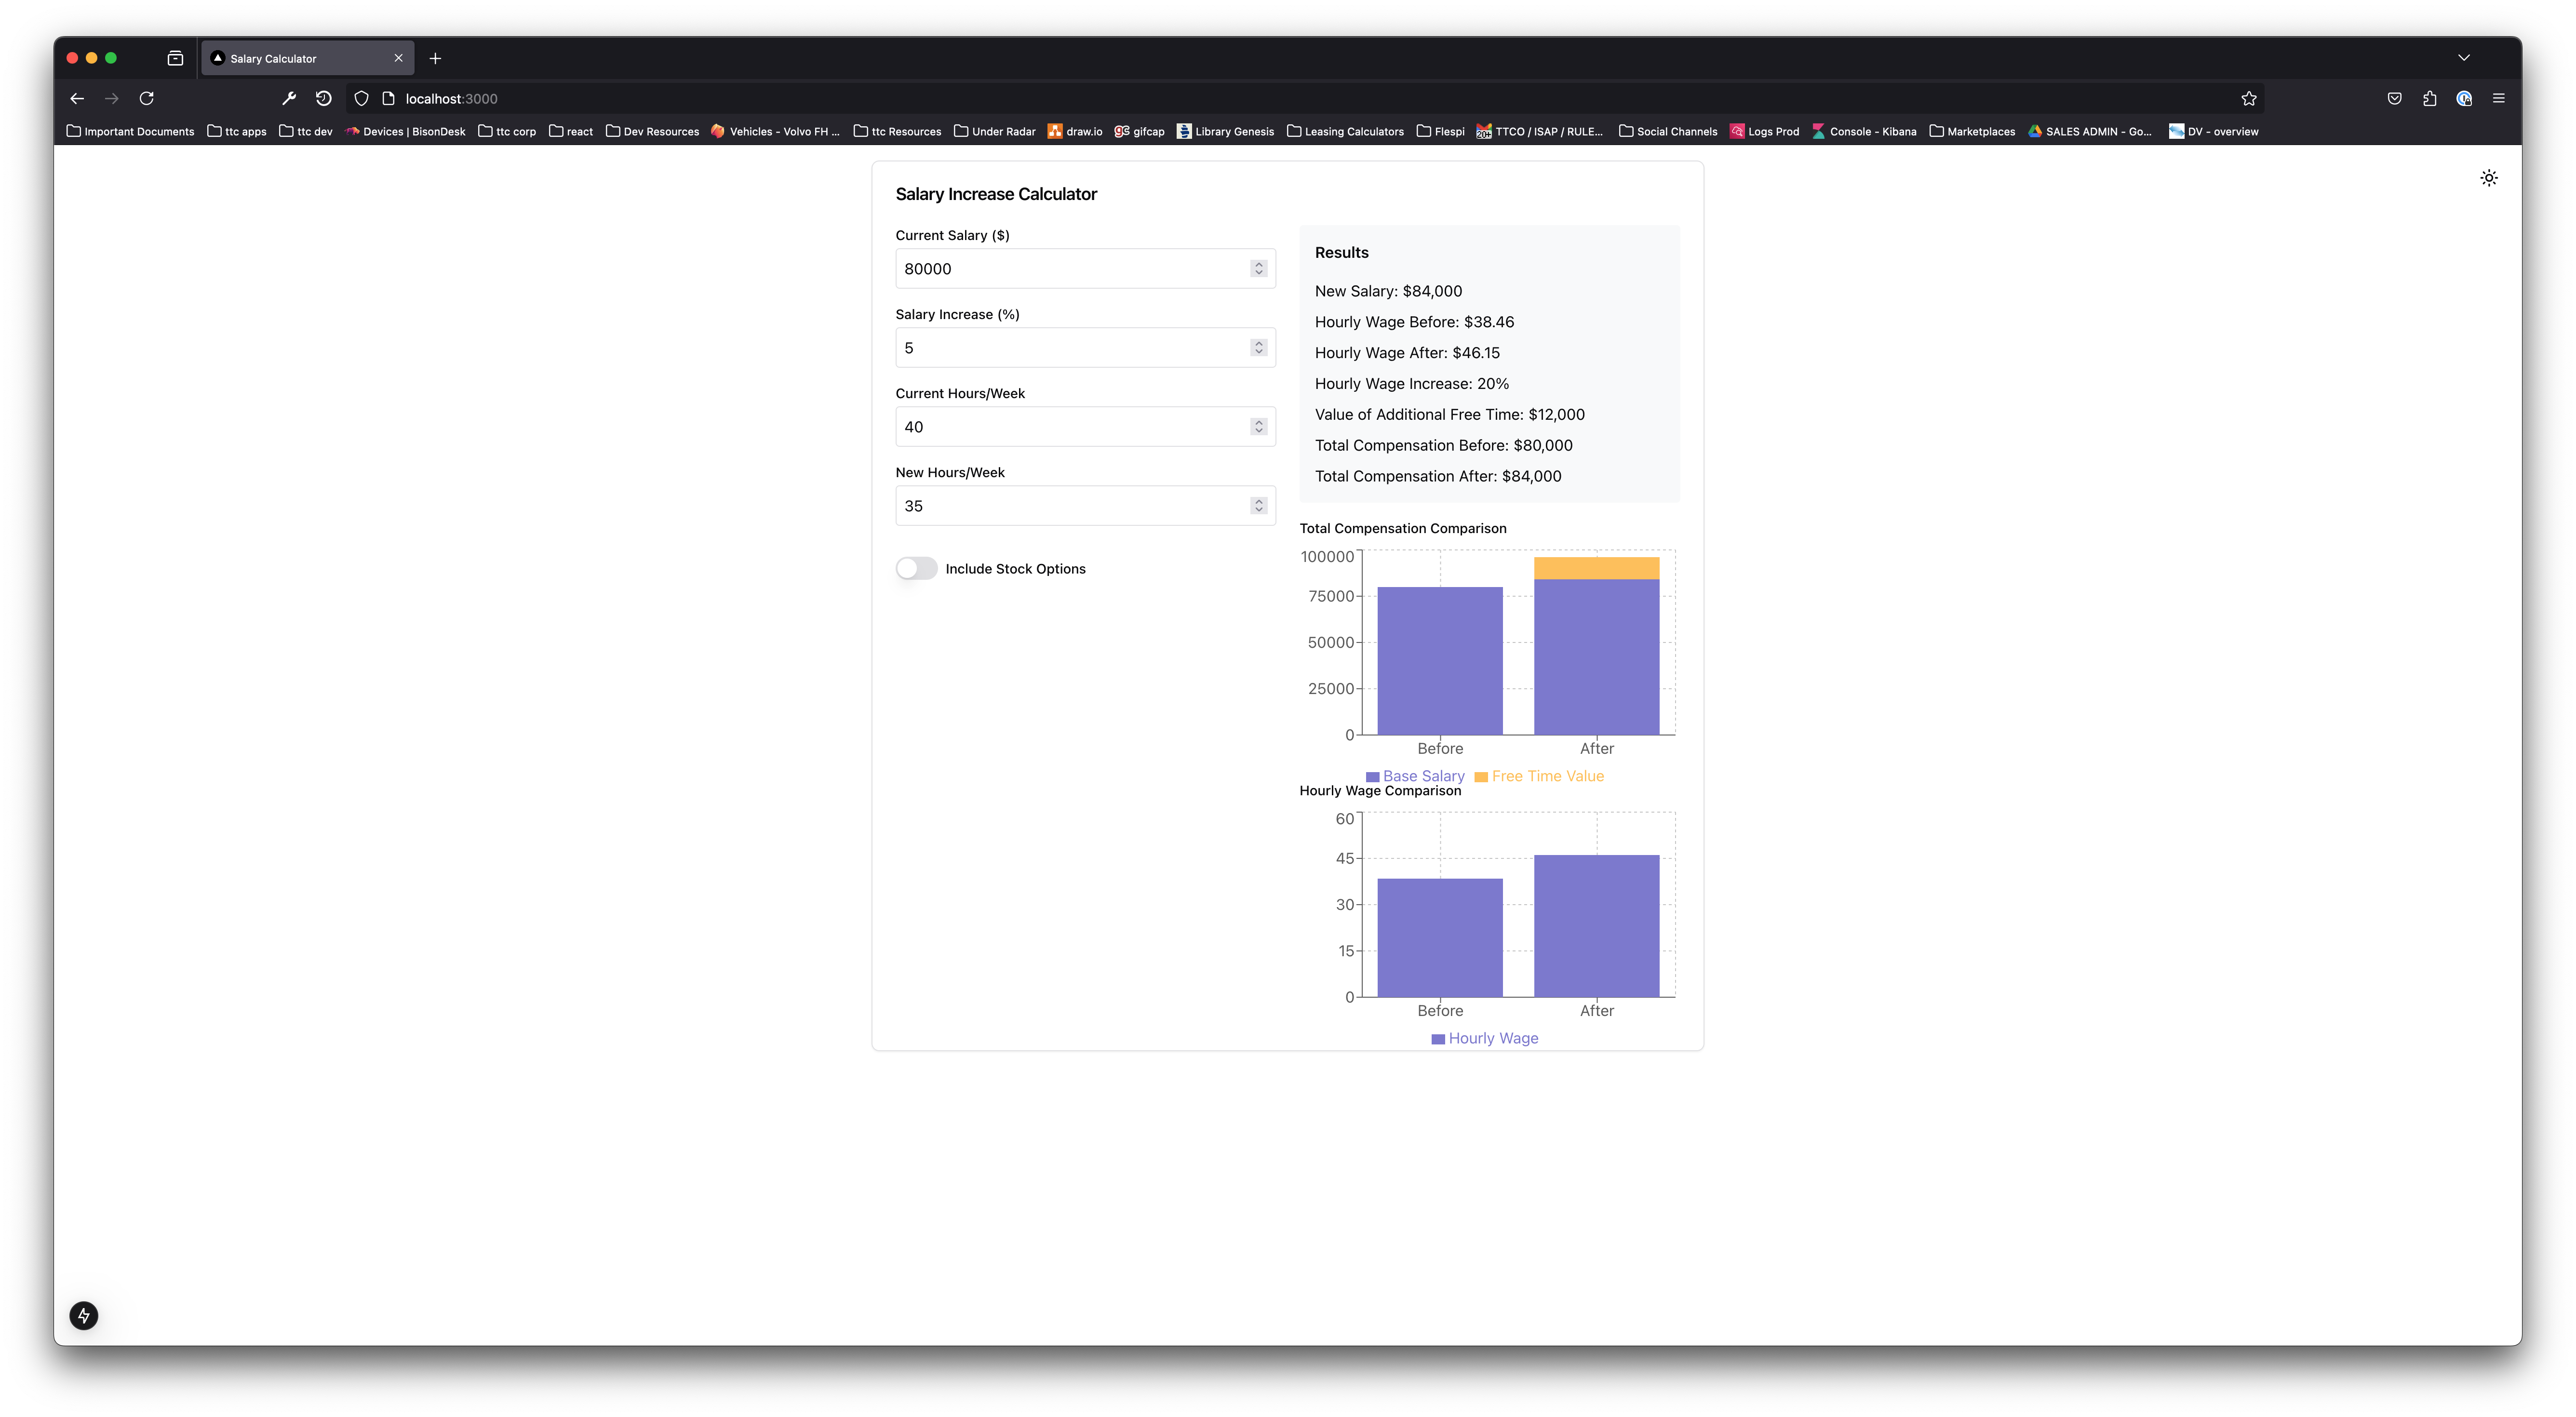 Salary Calculator
localhost:3000
Important Documents ttc apps ttc dev Devices | BisonDesk ttc corp react Dev Resources Vehicles - Volvo FH ... ttc Resources Under Radar draw.io gc gifcap Library Genesis Leasing Calculators Flespi 20+ TTCO / ISAP / RULE... Social Channels Logs Prod Console - Kibana Marketplaces SALES ADMIN - Go... DV - overview
Salary Increase Calculator
Current Salary ($)
80000
Salary Increase (%)
5
Current Hours/Week
40
New Hours/Week
35
Include Stock Options
Results
New Salary: $84,000
Hourly Wage Before: $38.46
Hourly Wage After: $46.15
Hourly Wage Increase: 20%
Value of Additional Free Time: $12,000
Total Compensation Before: $80,000
Total Compensation After: $84,000
Total Compensation Comparison
100000
75000
50000
25000
0
Before After
Base Salary Free Time Value
Hourly Wage Comparison
60
45
30
15
0
Before After
Hourly Wage